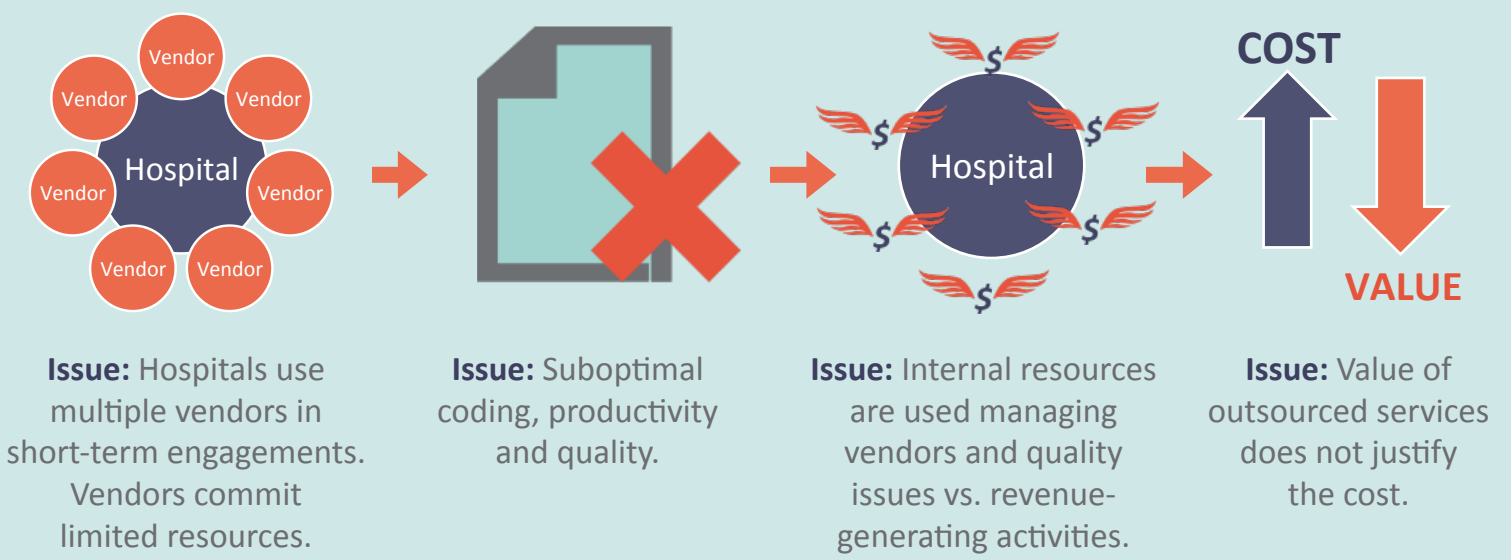 Vendor
Vendor
Vendor
Vendor
Hospital
Vendor
Vendor
Vendor
$
$
$
Hospital
$
$
$
COST
VALUE
Issue: Hospitals use
multiple vendors in
short-term engagements.
Vendors commit
limited resources.
Issue: Suboptimal
coding, productivity
and quality.
Issue: Internal resources
are used managing
vendors and quality
issues vs. revenue-
generating activities.
Issue: Value of
outsourced services
does not justify
the cost.